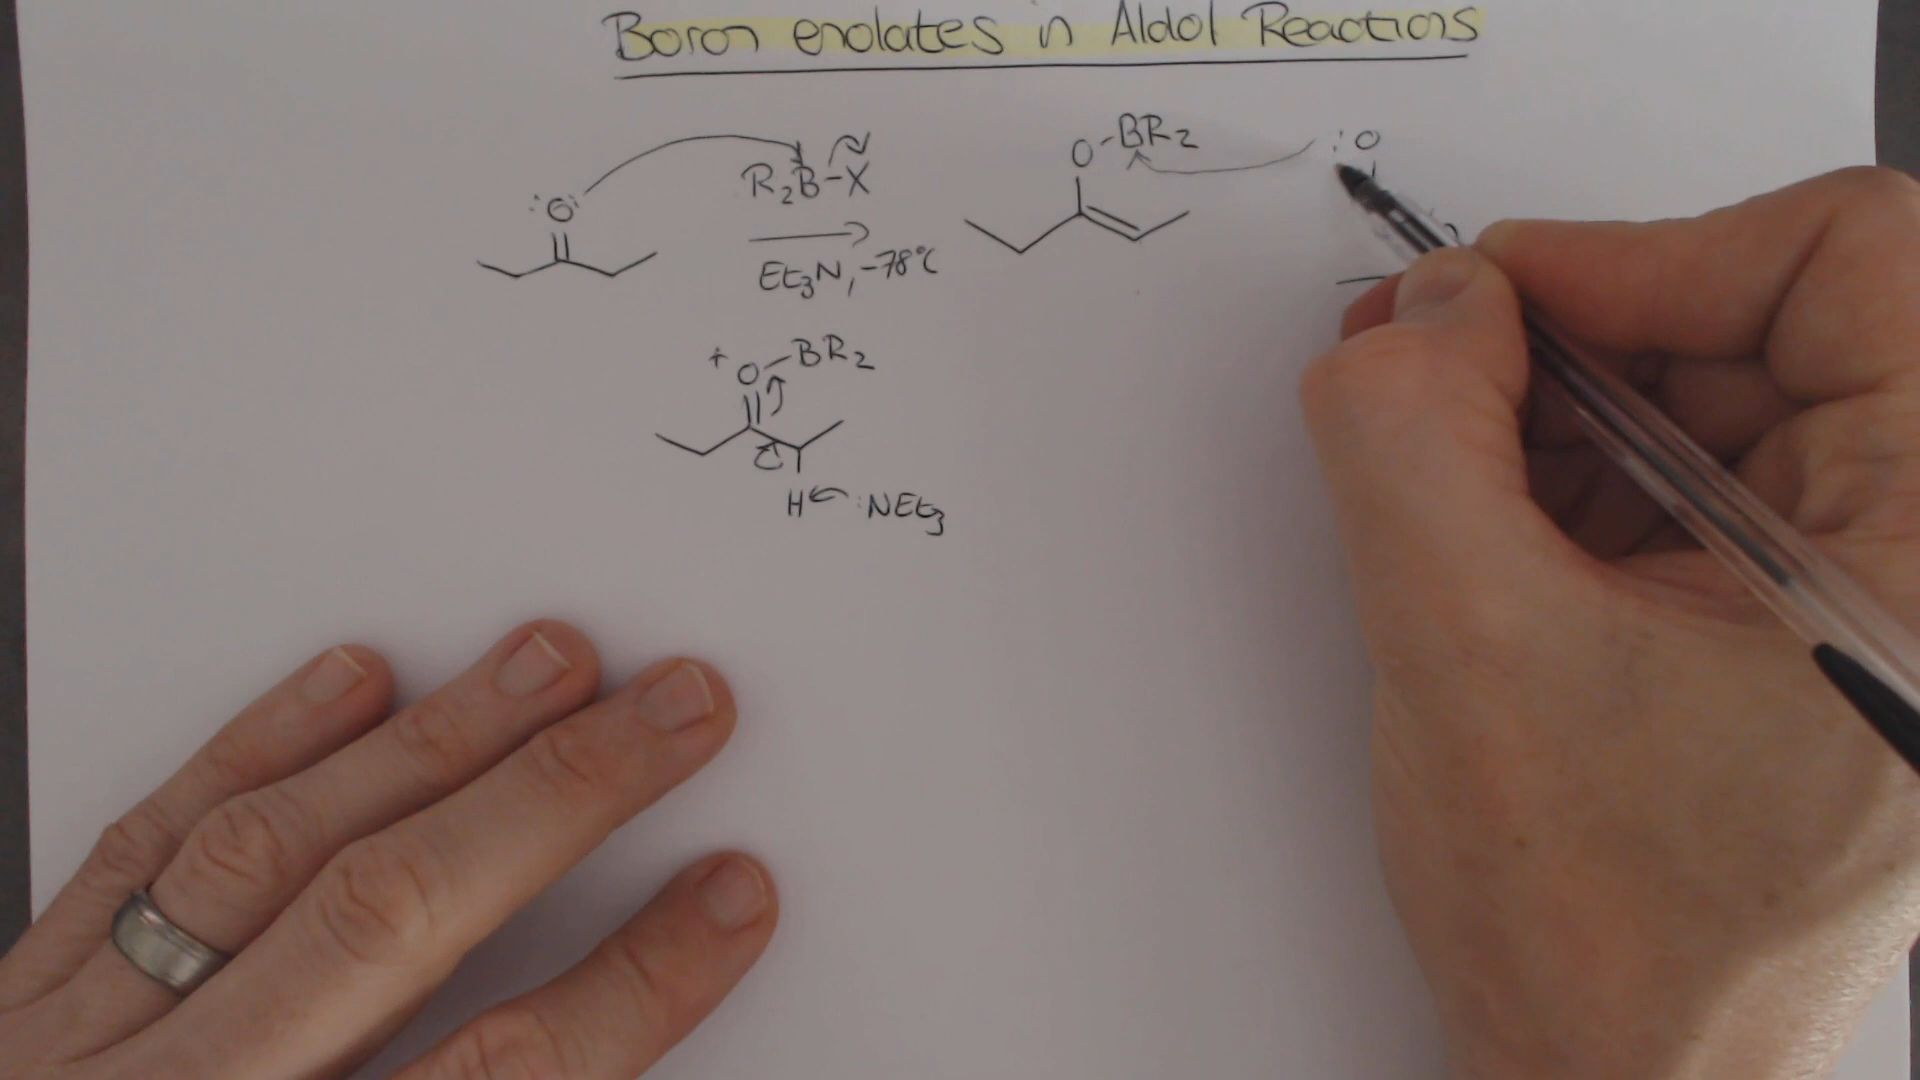 Boron enolates in Aldol Reactions
O-BR2
:O
R2B-X
:O:
Et3N, -78°C
+
O-BR2
H :NEt3